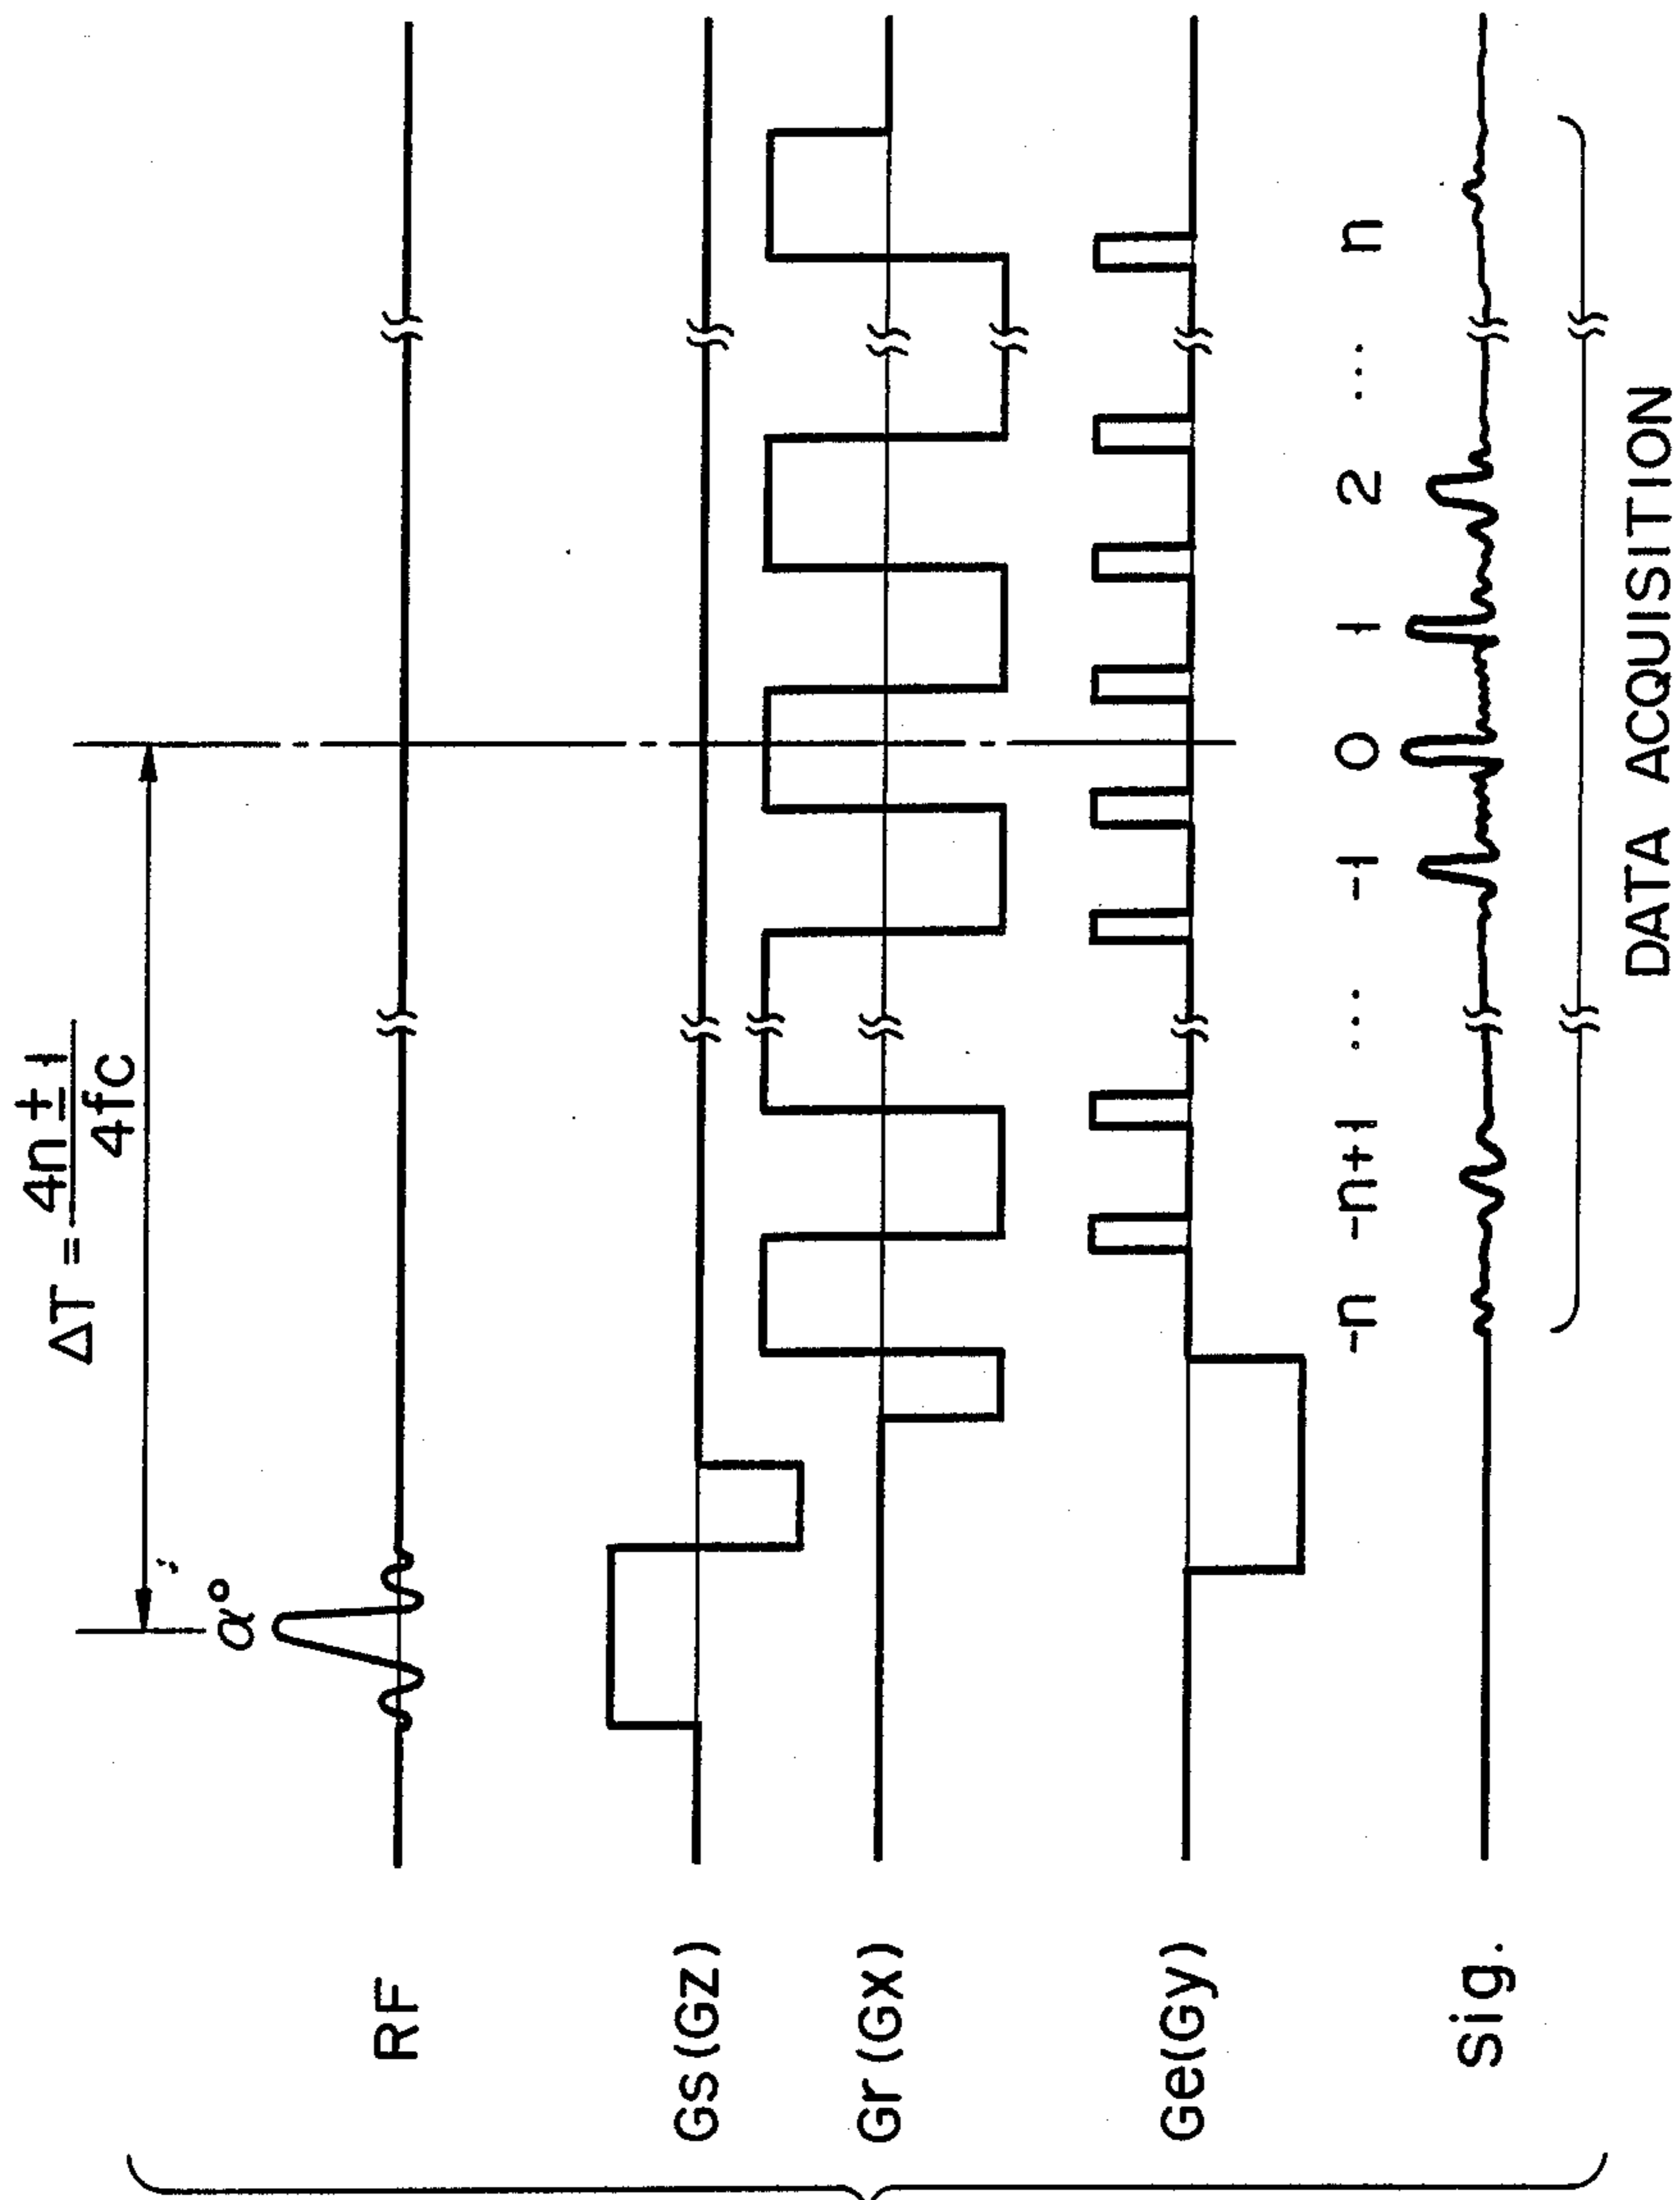 ΔT = 4n ± 1
4fc
α°
RF
Gs (Gz)
Gr (Gx)
Ge(Gy)
-n -n+1 ... -1 0 1 2 ... n
Sig.
DATA ACQUISITION